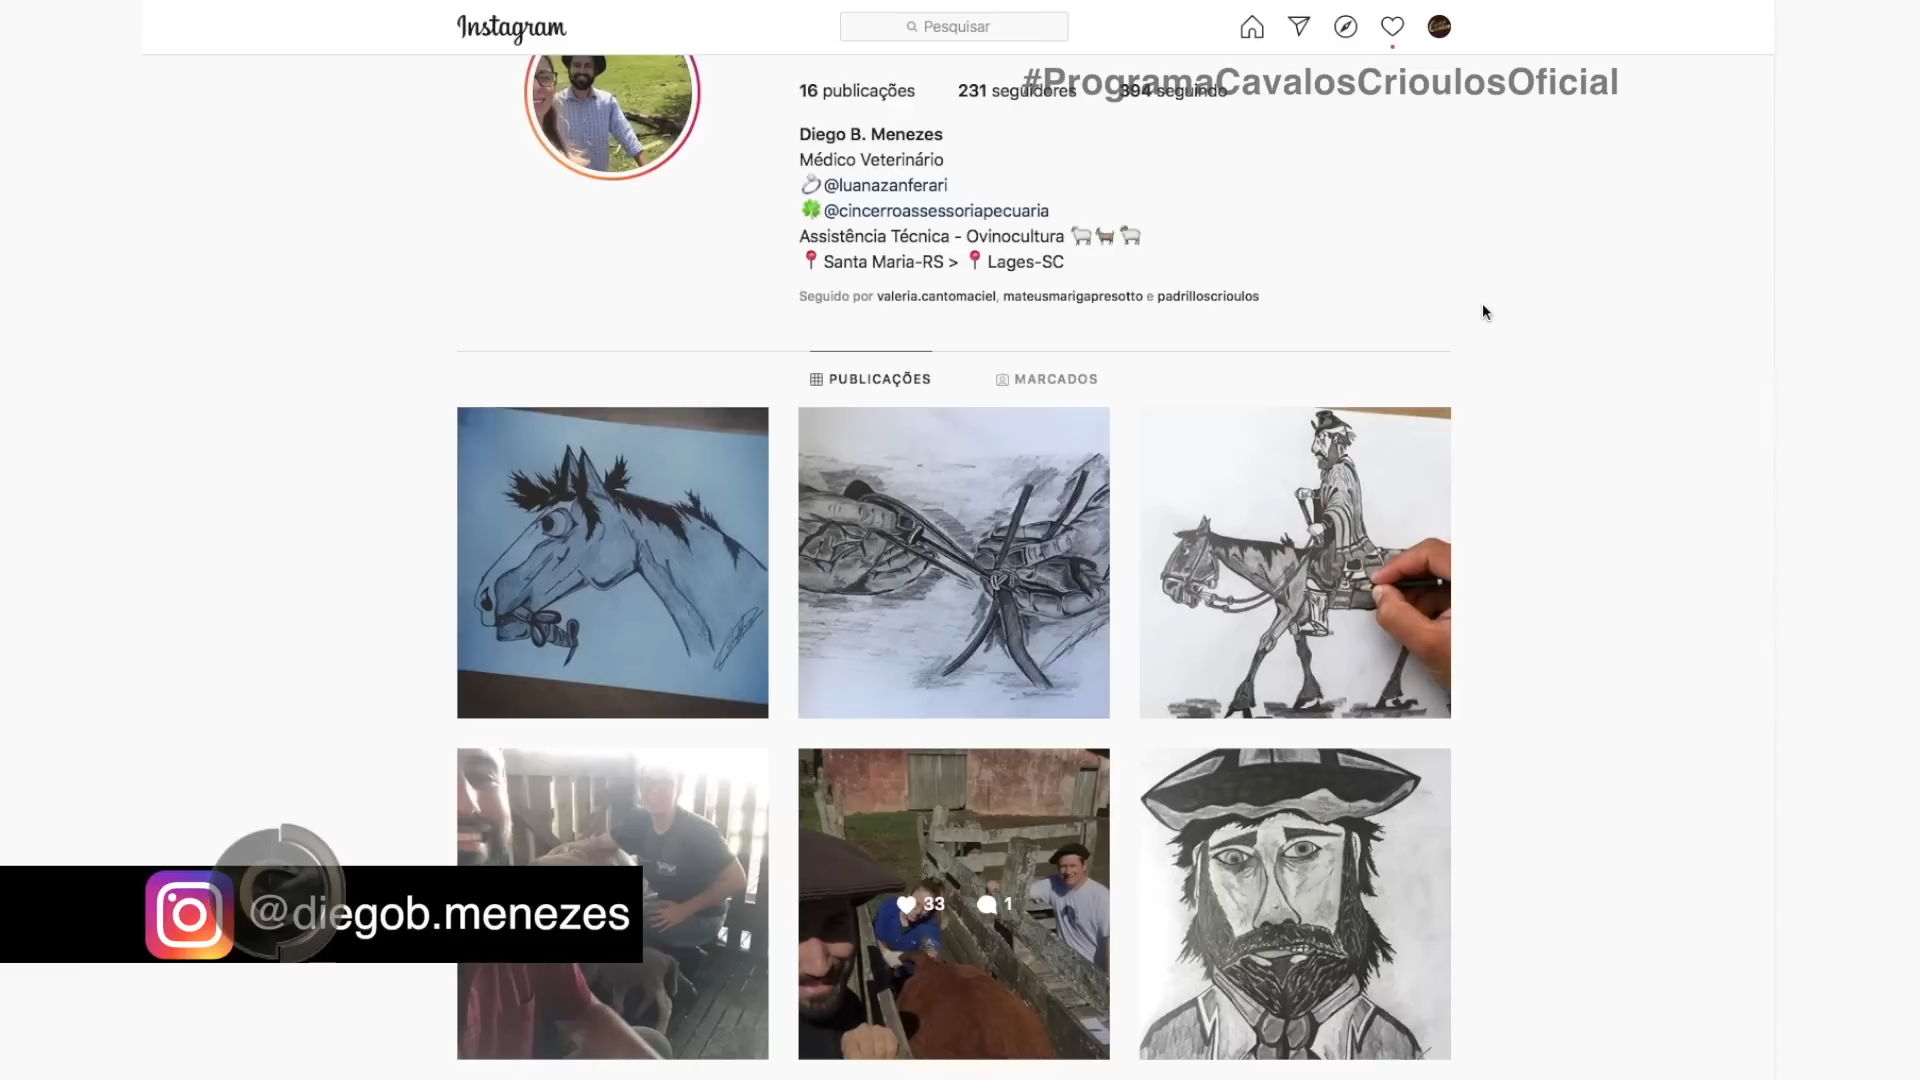 Instagram
Pesquisar
#ProgramaCavalosCrioulosOficial
16 publicações 231 seguidores 394 seguindo
Diego B. Menezes
Médico Veterinário
💍@luanazanferari
🍀@cincerroassessoriapecuaria
Assistência Técnica - Ovinocultura 🐑🐐🐏
📍Santa Maria-RS > 📍Lages-SC
Seguido por valeria.cantomaciel, mateusmarigapresotto e padrilloscrioulos
PUBLICAÇÕES MARCADOS
33 1
@diegob.menezes